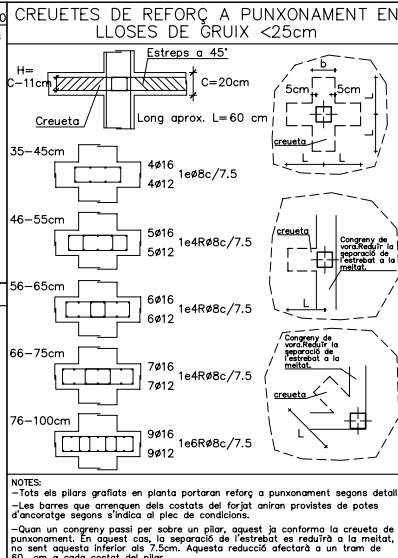 CREUETES DE REFORÇ A PUNXONAMENT EN
LLOSES DE GRUIX <25cm
Estreps a 45°
H=
C-11cm
C=20cm
Creueta
Long aprox. L=60 cm
b
5cm
5cm
creueta
L
L
L
35-45cm
4ø16
4ø12
1eø8c/7.5
46-55cm
5ø16
5ø12
1e4Rø8c/7.5
creueta
Congreny de
vora.Reduïr la
separació de
l'estrebat a la
meitat.
L
56-65cm
6ø16
6ø12
1e4Rø8c/7.5
66-75cm
7ø16
7ø12
1e4Rø8c/7.5
Congreny de
vora.Reduïr la
separació de
l'estrebat a la
meitat.
creueta
L
76-100cm
9ø16
9ø12
1e6Rø8c/7.5
NOTES:
-Tots els pilars grafiats en planta portaran reforç a punxonament segons detall
-Les barres que arrenquen dels costats del forjat aniran provistes de potes
d'ancoratge segons s'indica al plec de condicions.
-Quan un congreny passi per sobre un pilar, aquest ja conforma la creueta de
punxonament. En aquest cas, la separació de l'estrebat es reduïrà a la meitat,
no sent aquesta inferior als 7.5cm. Aquesta reducció afectarà a un tram de
60 cm a cada costat del pilar